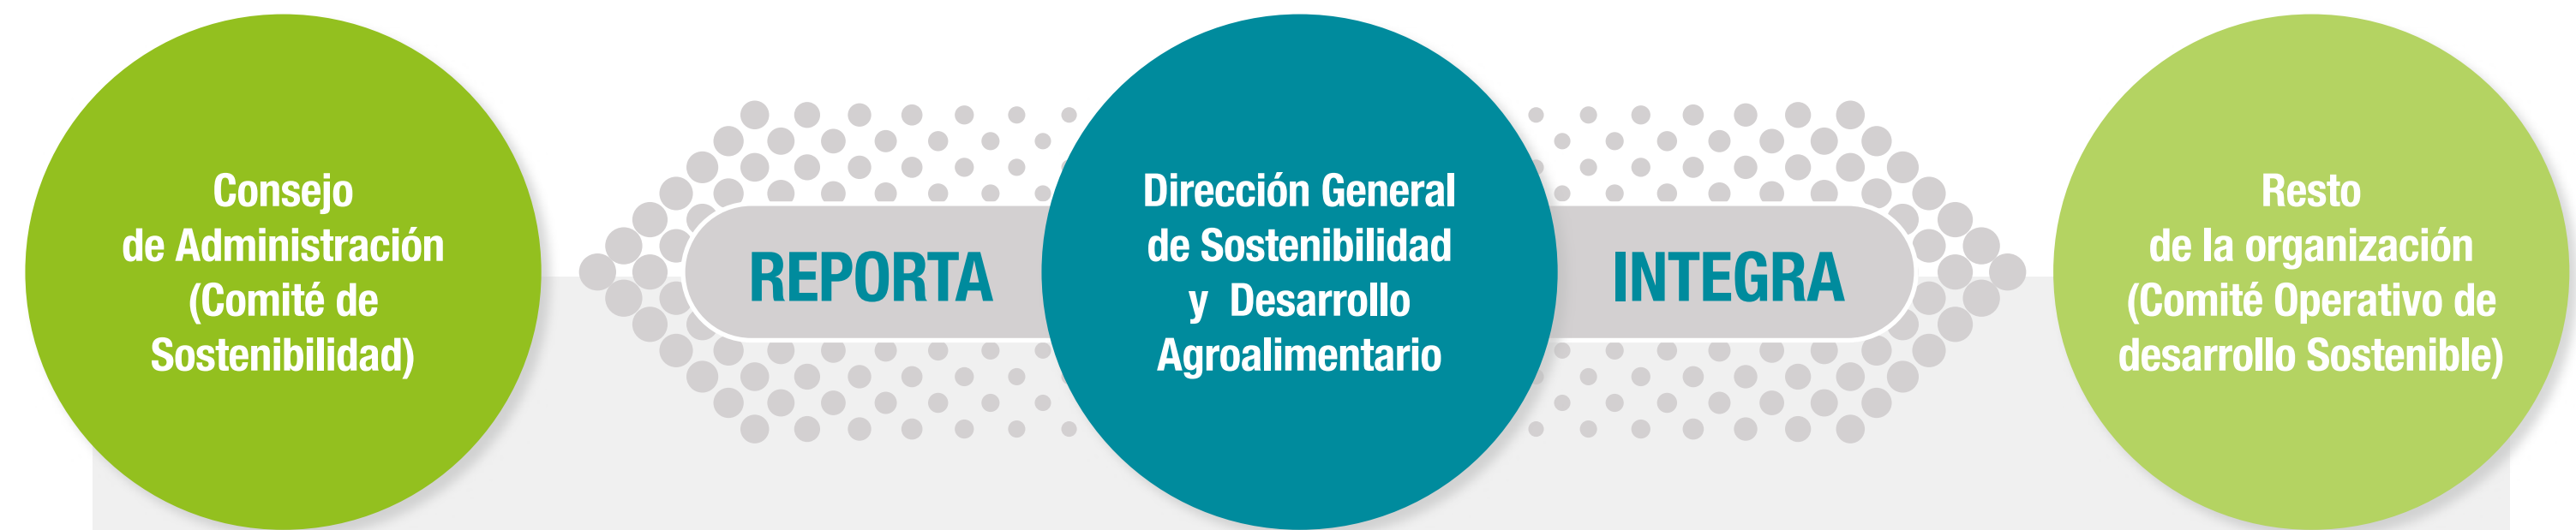 Consejo
de Administración
(Comité de
Sostenibilidad)
REPORTA
Dirección General
de Sostenibilidad
y Desarrollo
Agroalimentario
INTEGRA
Resto
de la organización
(Comité Operativo de
desarrollo Sostenible)